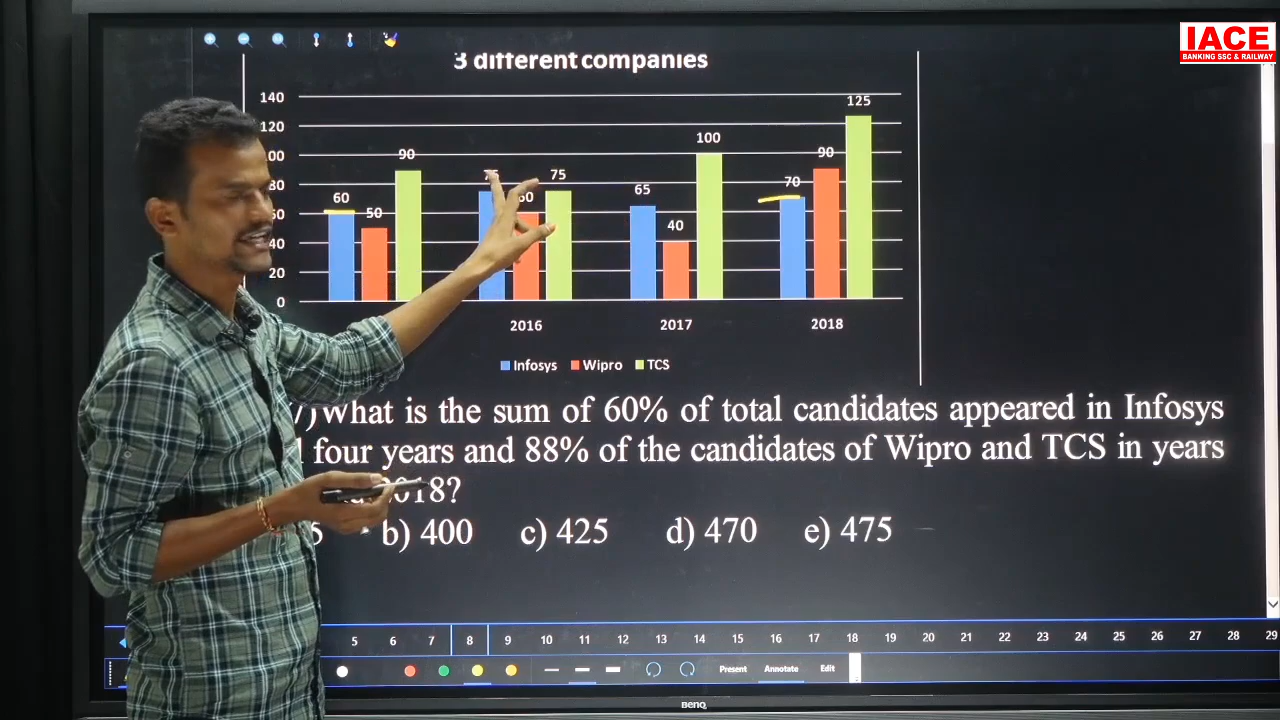 IACE
BANKING SSC & RAILWAY
3 different companies
140
120
00
80
60
40
20
0
60
50
90
75
60
75
65
40
100
70
90
125
2016 2017 2018
Infosys Wipro TCS
7)What is the sum of 60% of total candidates appeared in Infosys
four years and 88% of the candidates of Wipro and TCS in years
2018?
5 b) 400 c) 425 d) 470 e) 475
5 6 7 8 9 10 11 12 13 14 15 16 17 18 19 20 21 22 23 24 25 26 27 28 29
Present Annotate Edit
BenQ